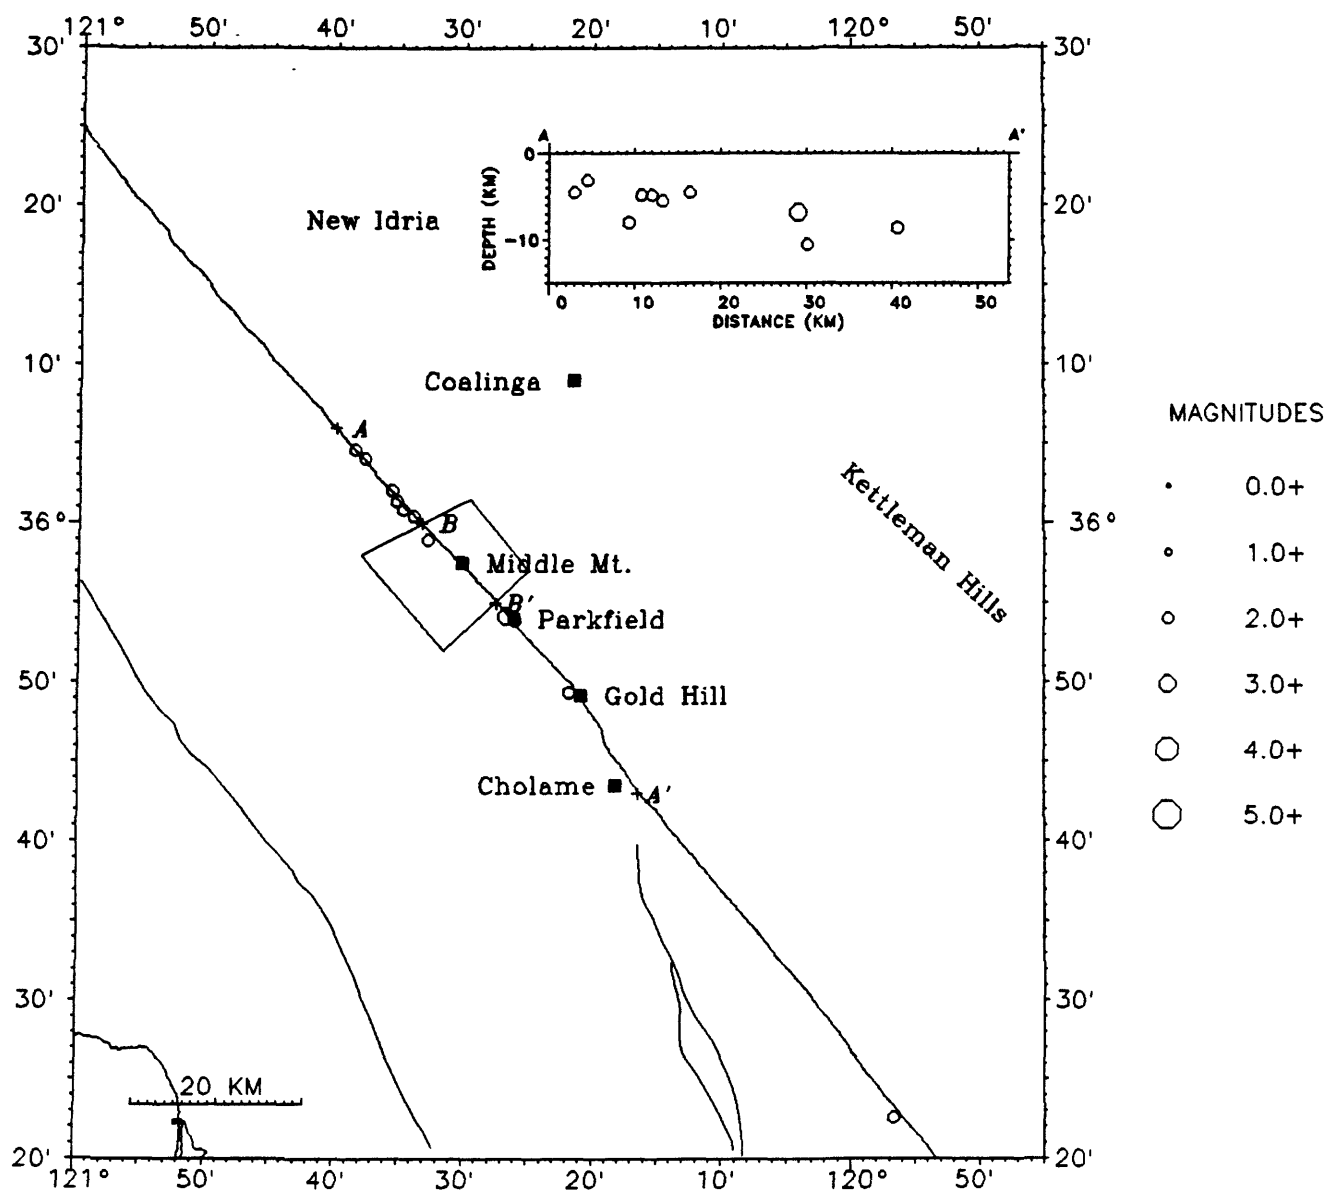 121° 50' 40' 30' 20' 10' 120° 50'
30' 30'
A A'
0
DEPTH (KM)
-10
0 10 20 30 40 50
DISTANCE (KM)
20' New Idria 20'
10' 10'
Coalinga
MAGNITUDES
A
Kettleman Hills
0.0+
36° B 36°
1.0+
Middle Mt.
B' Parkfield
2.0+
50' Gold Hill 50'
3.0+
4.0+
Cholame A'
5.0+
40' 40'
30' 30'
20 KM
20' 20'
121° 50' 40' 30' 20' 10' 120° 50'